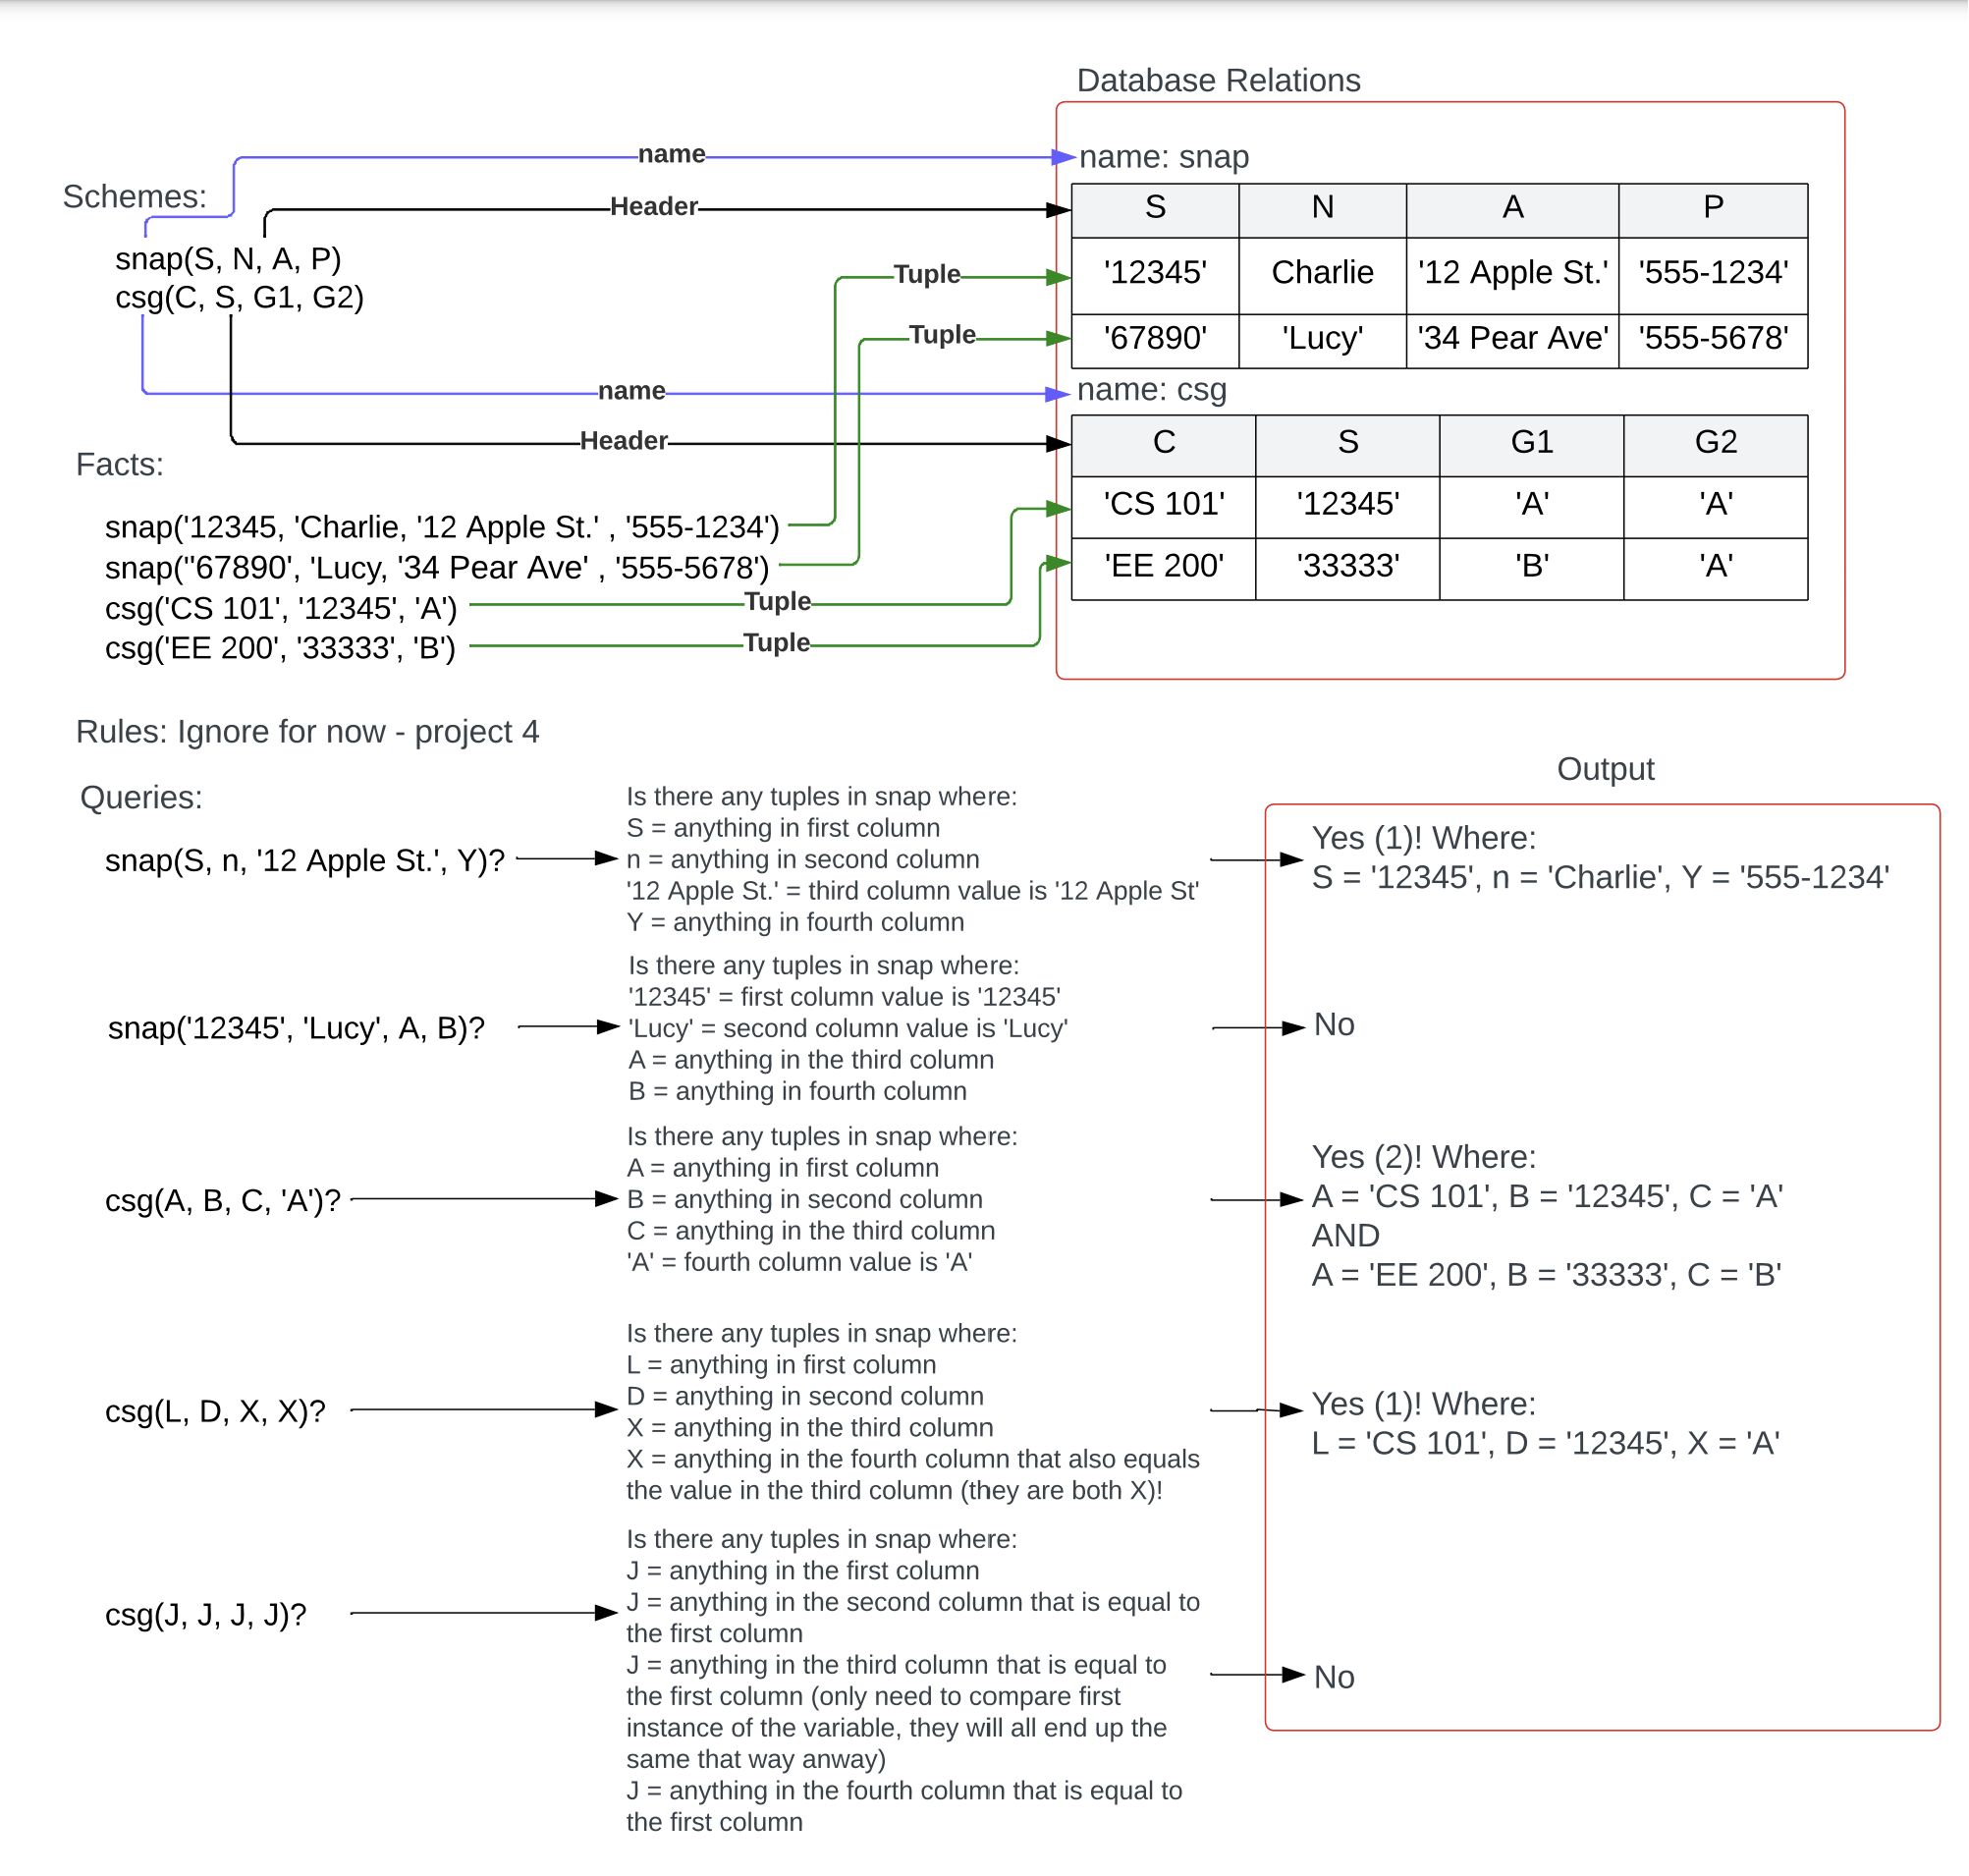 Database Relations
name
name: snap
Schemes:
Header
S N A P
snap(S, N, A, P)
Tuple
'12345' Charlie '12 Apple St.' '555-1234'
csg(C, S, G1, G2)
Tuple
'67890' 'Lucy' '34 Pear Ave' '555-5678'
name
name: csg
Header
C S G1 G2
Facts:
'CS 101' '12345' 'A' 'A'
snap('12345, 'Charlie, '12 Apple St.' , '555-1234')
snap("67890', 'Lucy, '34 Pear Ave' , '555-5678')
'EE 200' '33333' 'B' 'A'
csg('CS 101', '12345', 'A')
Tuple
csg('EE 200', '33333', 'B')
Tuple
Rules: Ignore for now - project 4
Output
Queries:
snap(S, n, '12 Apple St.', Y)?
Is there any tuples in snap where:
S = anything in first column
n = anything in second column
'12 Apple St.' = third column value is '12 Apple St'
Y = anything in fourth column
Yes (1)! Where:
S = '12345', n = 'Charlie', Y = '555-1234'
snap('12345', 'Lucy', A, B)?
Is there any tuples in snap where:
'12345' = first column value is '12345'
'Lucy' = second column value is 'Lucy'
A = anything in the third column
B = anything in fourth column
No
csg(A, B, C, 'A')?
Is there any tuples in snap where:
A = anything in first column
B = anything in second column
C = anything in the third column
'A' = fourth column value is 'A'
Yes (2)! Where:
A = 'CS 101', B = '12345', C = 'A'
AND
A = 'EE 200', B = '33333', C = 'B'
csg(L, D, X, X)?
Is there any tuples in snap where:
L = anything in first column
D = anything in second column
X = anything in the third column
X = anything in the fourth column that also equals
the value in the third column (they are both X)!
Yes (1)! Where:
L = 'CS 101', D = '12345', X = 'A'
csg(J, J, J, J)?
Is there any tuples in snap where:
J = anything in the first column
J = anything in the second column that is equal to
the first column
J = anything in the third column that is equal to
the first column (only need to compare first
instance of the variable, they will all end up the
same that way anway)
J = anything in the fourth column that is equal to
the first column
No